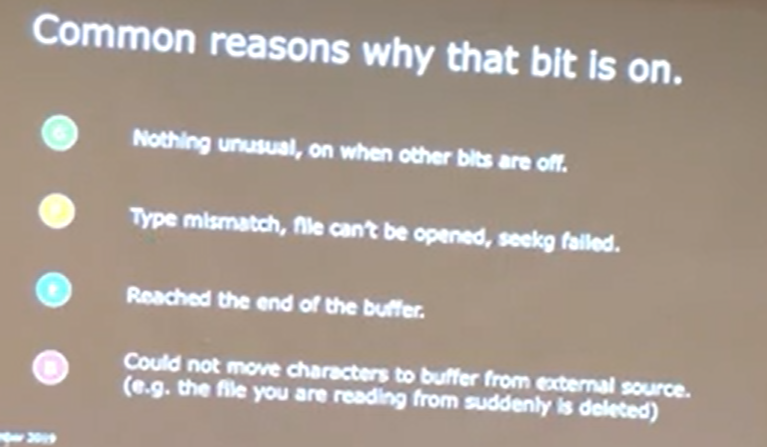 Common reasons why that bit is on.
G
Nothing unusual, on when other bits are off.
F
Type mismatch, file can't be opened, seekg failed.
E
Reached the end of the buffer.
B
Could not move characters to buffer from external source.
(e.g. the file you are reading from suddenly is deleted)
2019